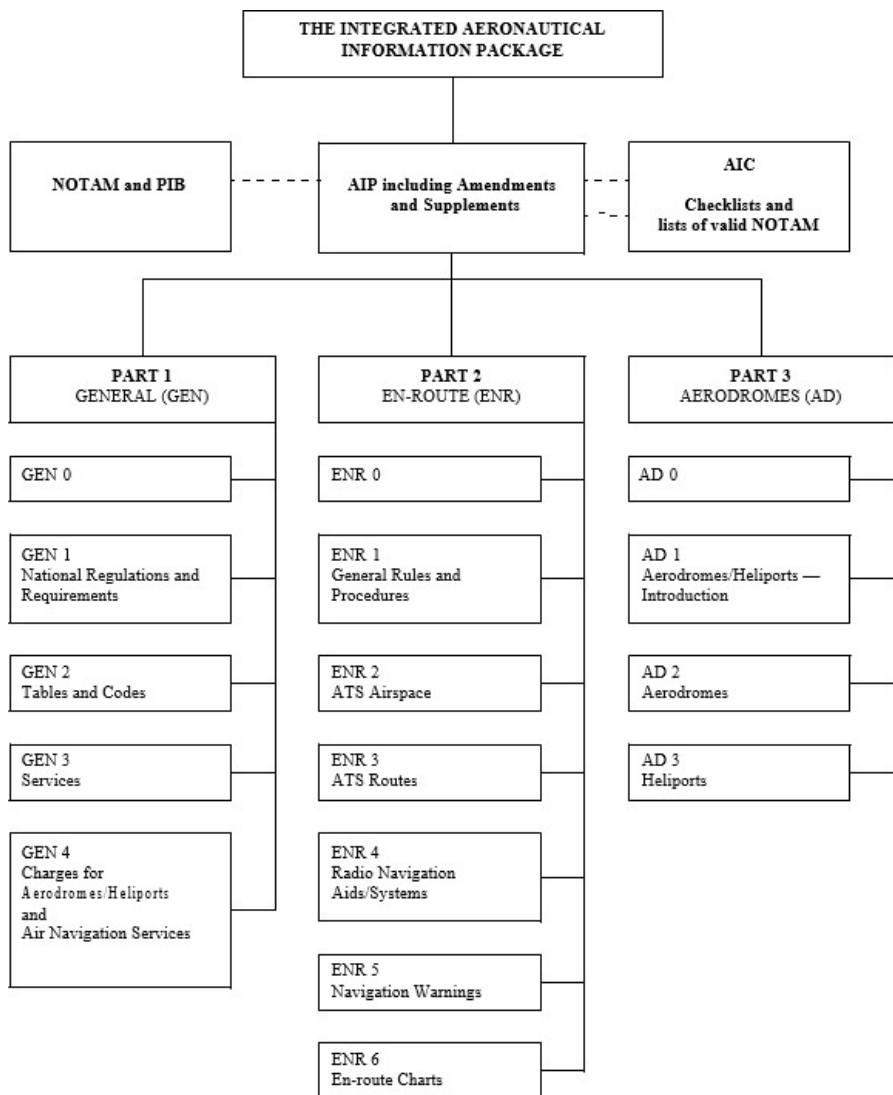 THE INTEGRATED AERONAUTICAL
INFORMATION PACKAGE
NOTAM and PIB
AIP including Amendments
and Supplements
AIC
Checklists and
lists of valid NOTAM
PART 1
GENERAL (GEN)
PART 2
EN-ROUTE (ENR)
PART 3
AERODROMES (AD)
GEN 0
GEN 1
National Regulations and
Requirements
GEN 2
Tables and Codes
GEN 3
Services
GEN 4
Charges for
Aerodromes/Heliports
and
Air Navigation Services
ENR 0
ENR 1
General Rules and
Procedures
ENR 2
ATS Airspace
ENR 3
ATS Routes
ENR 4
Radio Navigation
Aids/Systems
ENR 5
Navigation Warnings
ENR 6
En-route Charts
AD 0
AD 1
Aerodromes/Heliports —
Introduction
AD 2
Aerodromes
AD 3
Heliports